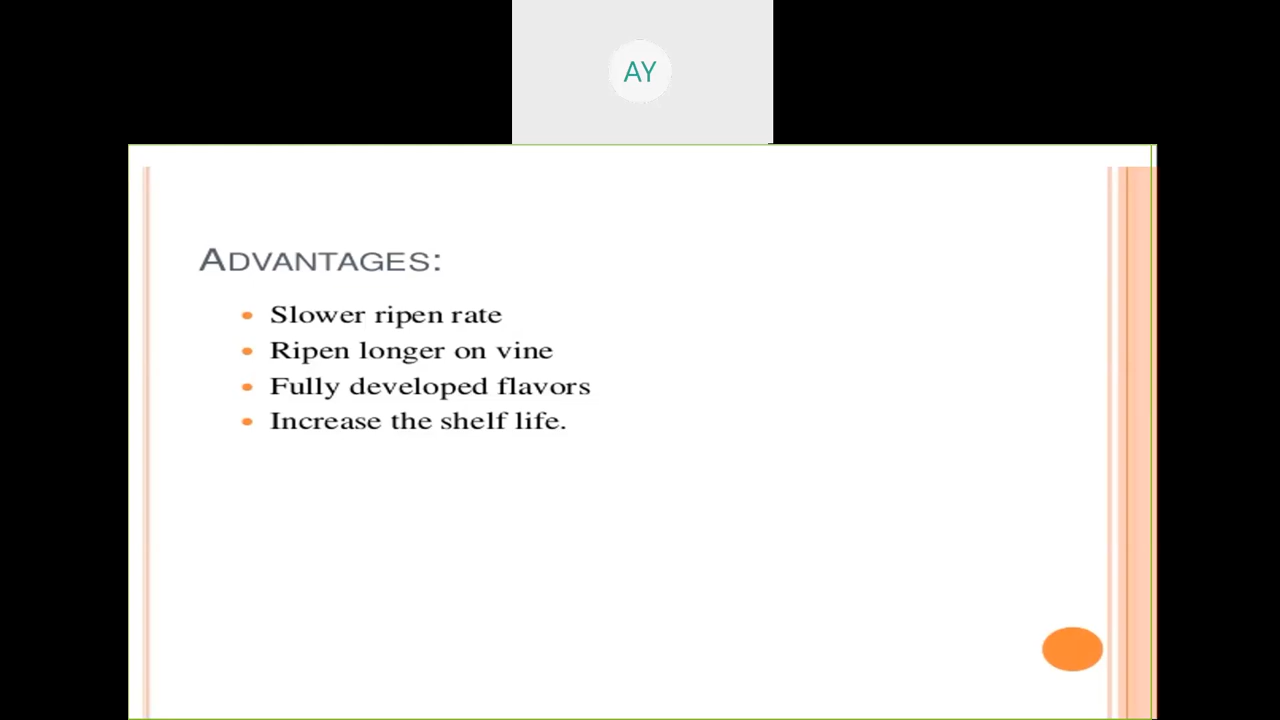 AY
ADVANTAGES:
Slower ripen rate
Ripen longer on vine
Fully developed flavors
Increase the shelf life.